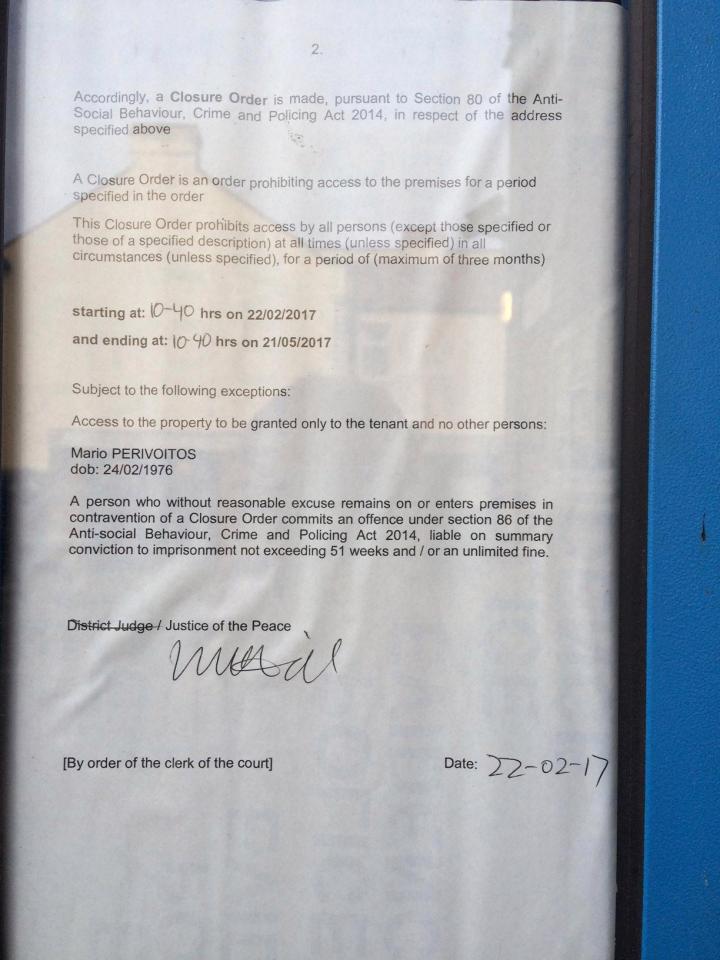 2.
Accordingly, a Closure Order is made, pursuant to Section 80 of the Anti-
Social Behaviour, Crime and Policing Act 2014, in respect of the address
specified above
A Closure Order is an order prohibiting access to the premises for a period
specified in the order
This Closure Order prohibits access by all persons (except those specified or
those of a specified description) at all times (unless specified) in all
circumstances (unless specified), for a period of (maximum of three months)
starting at: 10-40 hrs on 22/02/2017
and ending at: 10-40 hrs on 21/05/2017
Subject to the following exceptions:
Access to the property to be granted only to the tenant and no other persons:
Mario PERIVOITOS
dob: 24/02/1976
A person who without reasonable excuse remains on or enters premises in
contravention of a Closure Order commits an offence under section 86 of the
Anti-social Behaviour, Crime and Policing Act 2014, liable on summary
conviction to imprisonment not exceeding 51 weeks and / or an unlimited fine.
District Judge / Justice of the Peace
[By order of the clerk of the court] Date: 22-02-17